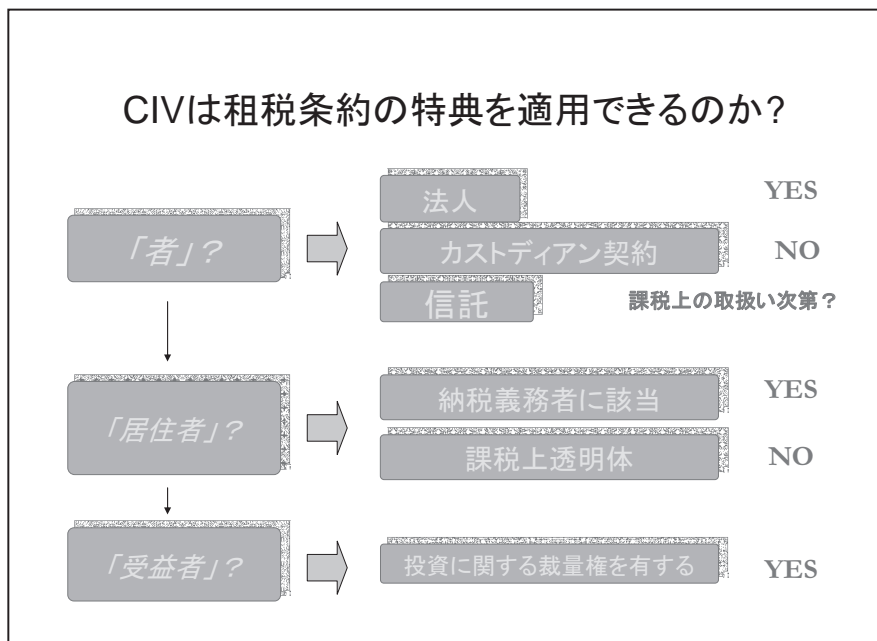 CIVは租税条約の特典を適用できるのか?
「者」?
法人
YES
カストディアン契約
NO
信託
課税上の取扱い次第?
「居住者」?
納税義務者に該当
YES
課税上透明体
NO
「受益者」?
投資に関する裁量権を有する
YES